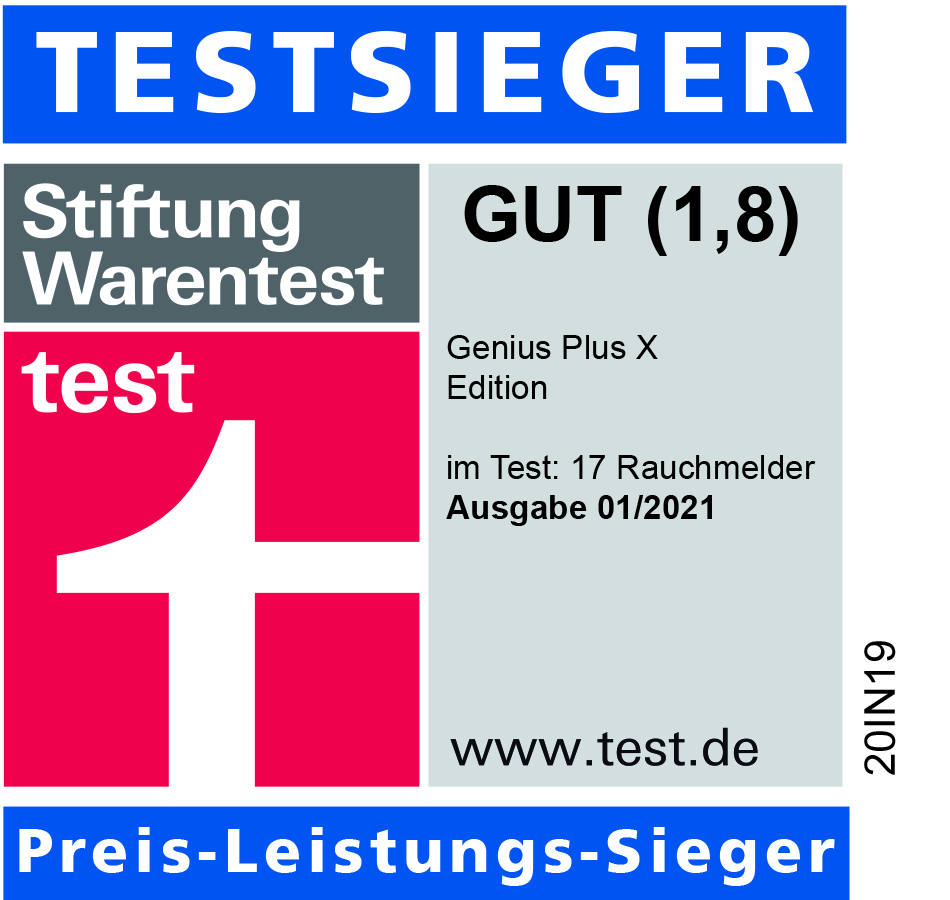 TESTSIEGER
Stiftung
Warentest
test
GUT (1,8)
Genius Plus X
Edition
im Test: 17 Rauchmelder
Ausgabe 01/2021
www.test.de
20IN19
Preis-Leistungs-Sieger